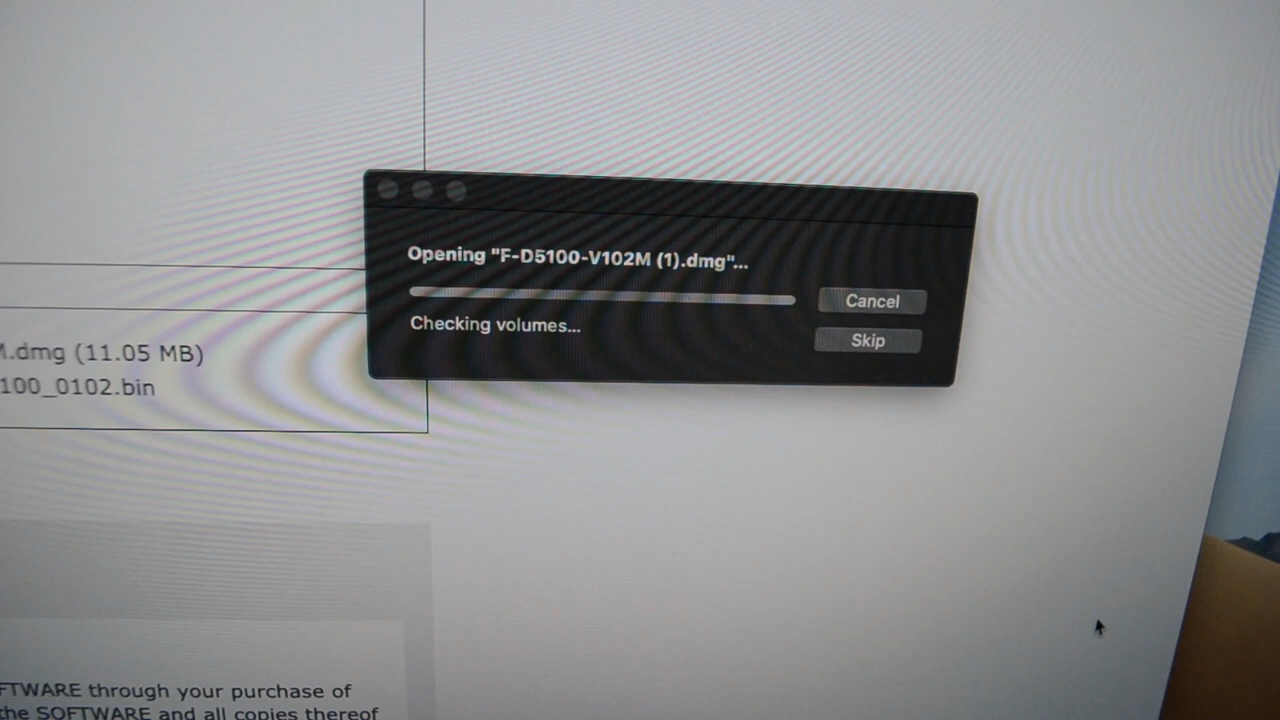 Opening "F-D5100-V102M (1).dmg"...
Cancel
Checking volumes...
Skip
.dmg (11.05 MB)
100_0102.bin
FTWARE through your purchase of
the SOFTWARE and all copies thereof